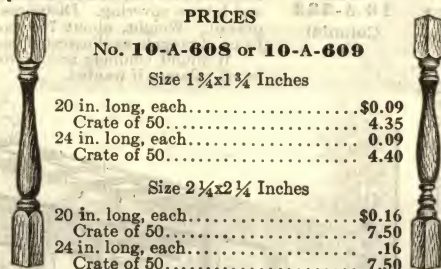 PRICES
No. 10-A-608 or 10-A-609
Size 1¾x1¾ Inches
20 in. long, each....................$0.09
Crate of 50........................ 4.35
24 in. long, each.................... 0.09
Crate of 50........................ 4.40
Size 2¼x2¼ Inches
20 in. long, each....................$0.16
Crate of 50........................ 7.50
24 in. long, each.................... .16
Crate of 50........................ 7.50